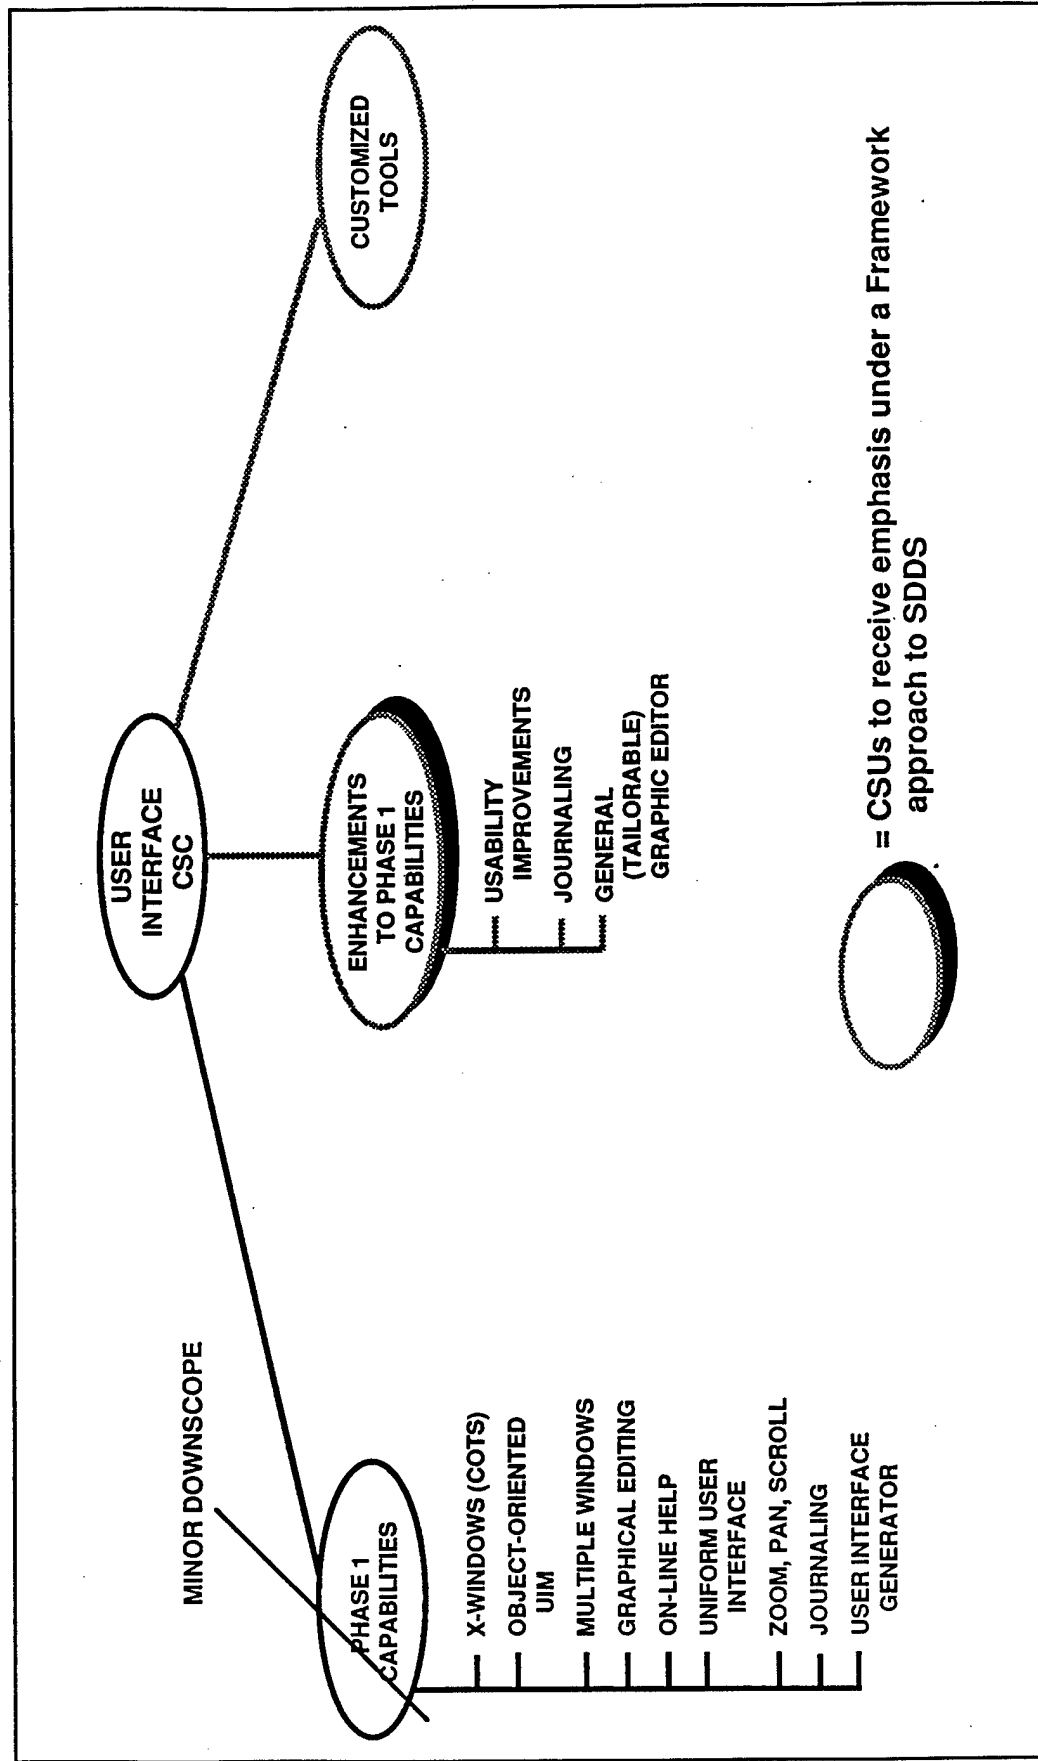 USER
INTERFACE
CSC
MINOR DOWNSCOPE
PHASE 1
CAPABILITIES
X-WINDOWS (COTS)
OBJECT-ORIENTED
UIM
MULTIPLE WINDOWS
GRAPHICAL EDITING
ON-LINE HELP
UNIFORM USER
INTERFACE
ZOOM, PAN, SCROLL
JOURNALING
USER INTERFACE
GENERATOR
ENHANCEMENTS
TO PHASE 1
CAPABILITIES
USABILITY
IMPROVEMENTS
JOURNALING
GENERAL
(TAILORABLE)
GRAPHIC EDITOR
CUSTOMIZED
TOOLS
= CSUs to receive emphasis under a Framework
approach to SDDS